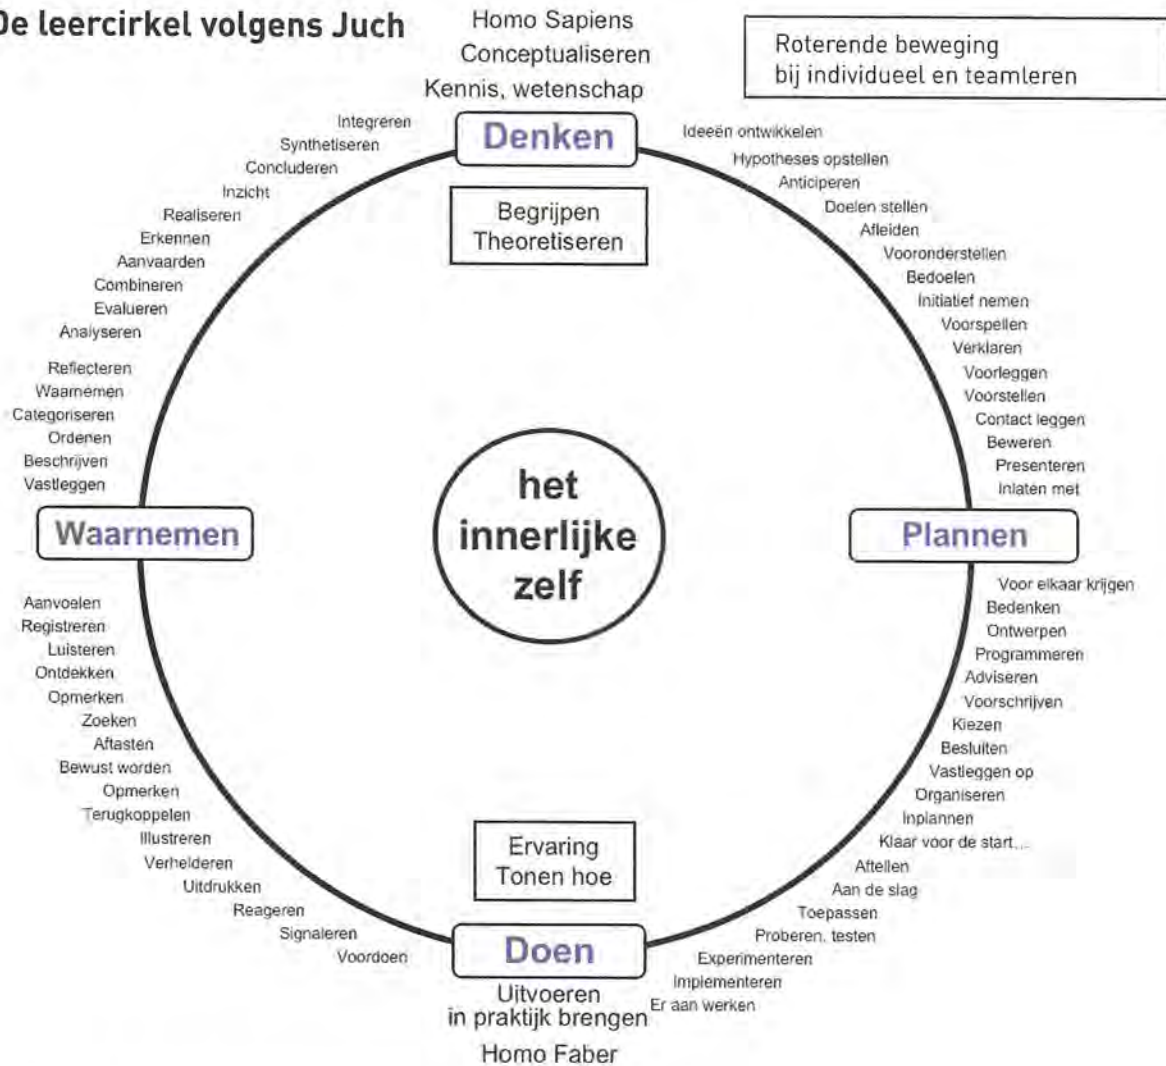 De leercirkel volgens Juch
Homo Sapiens
Conceptualiseren
Kennis, wetenschap
Roterende beweging
bij individueel en teamleren
Denken
Begrijpen
Theoretiseren
Ideeën ontwikkelen
Hypotheses opstellen
Anticiperen
Doelen stellen
Afleiden
Vooronderstellen
Bedoelen
Initiatief nemen
Voorspellen
Verklaren
Voorleggen
Voorstellen
Contact leggen
Beweren
Presenteren
Inlaten met
Plannen
Voor elkaar krijgen
Bedenken
Ontwerpen
Programmeren
Adviseren
Voorschrijven
Kiezen
Besluiten
Vastleggen op
Organiseren
Inplannen
Klaar voor de start...
Aftellen
Aan de slag
Toepassen
Proberen, testen
Experimenteren
Implementeren
Er aan werken
Ervaring
Tonen hoe
Doen
Uitvoeren
in praktijk brengen
Homo Faber
Integreren
Synthetiseren
Concluderen
Inzicht
Realiseren
Erkennen
Aanvaarden
Combineren
Evalueren
Analyseren
Reflecteren
Waarnemen
Categoriseren
Ordenen
Beschrijven
Vastleggen
Waarnemen
Aanvoelen
Registreren
Luisteren
Ontdekken
Opmerken
Zoeken
Aftasten
Bewust worden
Opmerken
Terugkoppelen
Illustreren
Verhelderen
Uitdrukken
Reageren
Signaleren
Voordoen
het
innerlijke
zelf